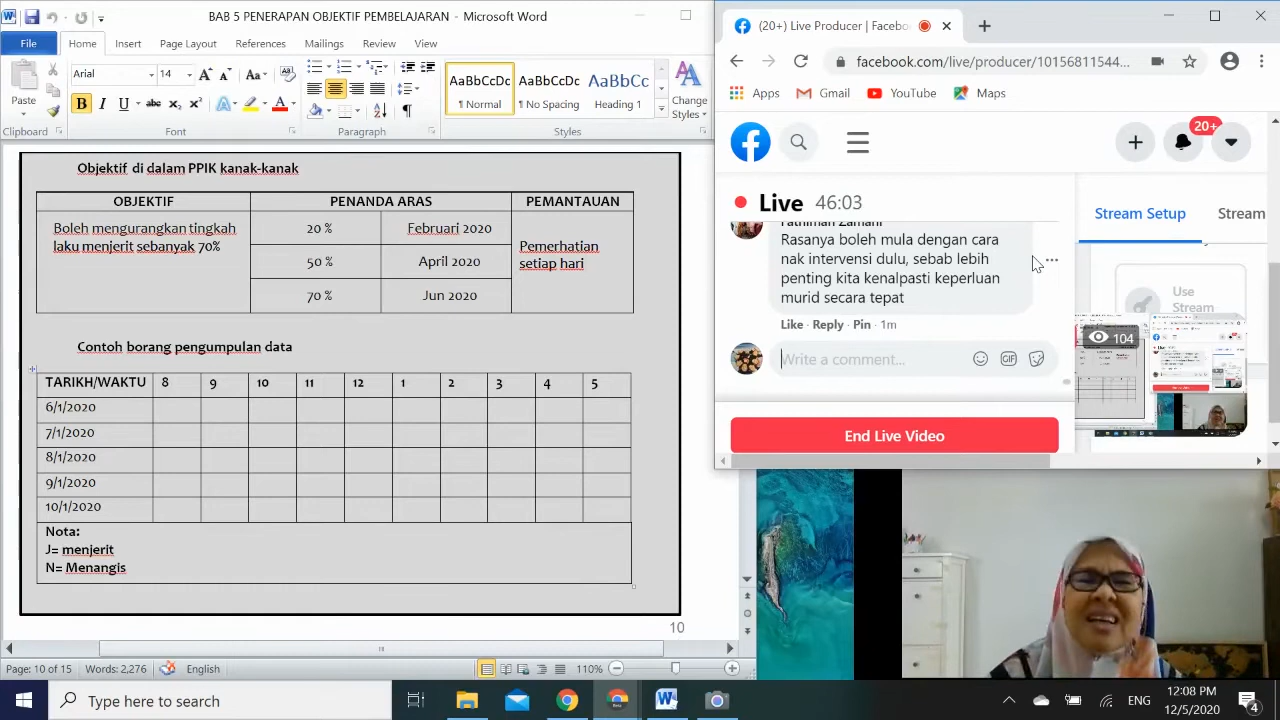 BAB 5 PENERAPAN OBJEKTIF PEMBELAJARAN - Microsoft Word
File Home Insert Page Layout References Mailings Review View
Paste
Arial 14
B I U abc x₂ x² A A
Aa
AaBbCcDc AaBbCcDc AaBbCc
¶ Normal ¶ No Spacing Heading 1
Change Styles
Clipboard Font Paragraph Styles
Objektif di dalam PPIK kanak-kanak
OBJEKTIF PENANDA ARAS PEMANTAUAN
Boleh mengurangkan tingkah
laku menjerit sebanyak 70%
20 % Februari 2020
50 % April 2020
70 % Jun 2020
Pemerhatian
setiap hari
Contoh borang pengumpulan data
TARIKH/WAKTU 8 9 10 11 12 1 2 3 4 5
6/1/2020
7/1/2020
8/1/2020
9/1/2020
10/1/2020
Nota:
J= menjerit
N= Menangis
10
Page: 10 of 15 Words: 2,276 English 110%
(20+) Live Producer | Facebo
facebook.com/live/producer/10156811544...
Apps Gmail YouTube Maps
20+
Live 46:03
Stream Setup Stream
Zamani
Rasanya boleh mula dengan cara
nak intervensi dulu, sebab lebih
penting kita kenalpasti keperluan
murid secara tepat
Like · Reply · Pin · 1m
Write a comment...
GIF
Use
Stream
104
End Live Video
Type here to search
ENG
12:08 PM
12/5/2020
4